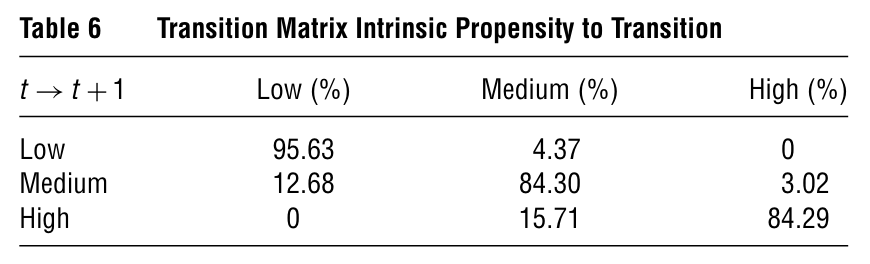 Table 6 Transition Matrix Intrinsic Propensity to Transition
t → t + 1 Low (%) Medium (%) High (%)
Low 95.63 4.37 0
Medium 12.68 84.30 3.02
High 0 15.71 84.29